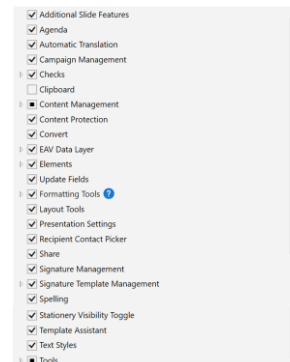 Additional Slide Features
Agenda
Automatic Translation
Campaign Management
Checks
Clipboard
Content Management
Content Protection
Convert
EAV Data Layer
Elements
Update Fields
Formatting Tools ?
Layout Tools
Presentation Settings
Recipient Contact Picker
Share
Signature Management
Signature Template Management
Spelling
Stationery Visibility Toggle
Template Assistant
Text Styles
Tools